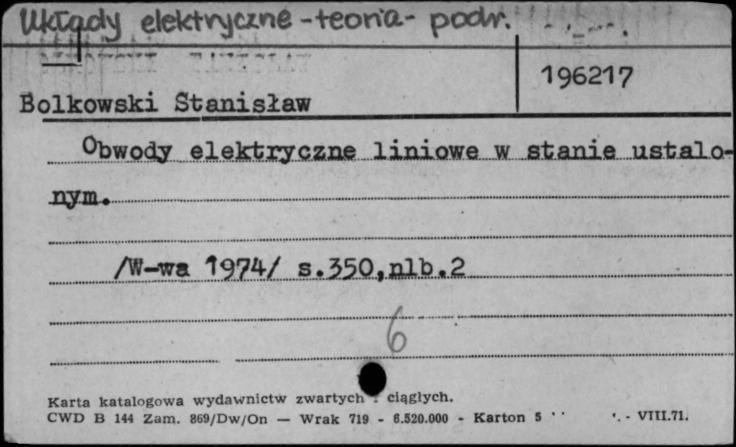 Układy elektryczne - teoria - podr.
196217
Bolkowski Stanisław
Obwody elektryczne liniowe w stanie ustalo-
nym.
/W-wa 1974/ s.350,nlb.2
6
Karta katalogowa wydawnictw zwartych ciągłych.
CWD B 144 Zam. 869/Dw/On — Wrak 719 - 6.520.000 - Karton 5 - VIII.71.